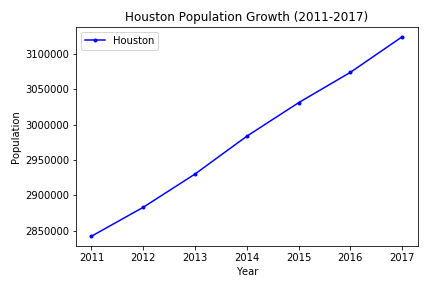 Houston Population Growth (2011-2017)
Houston
3100000
3050000
3000000
2950000
2900000
2850000
Population
2011 2012 2013 2014 2015 2016 2017
Year